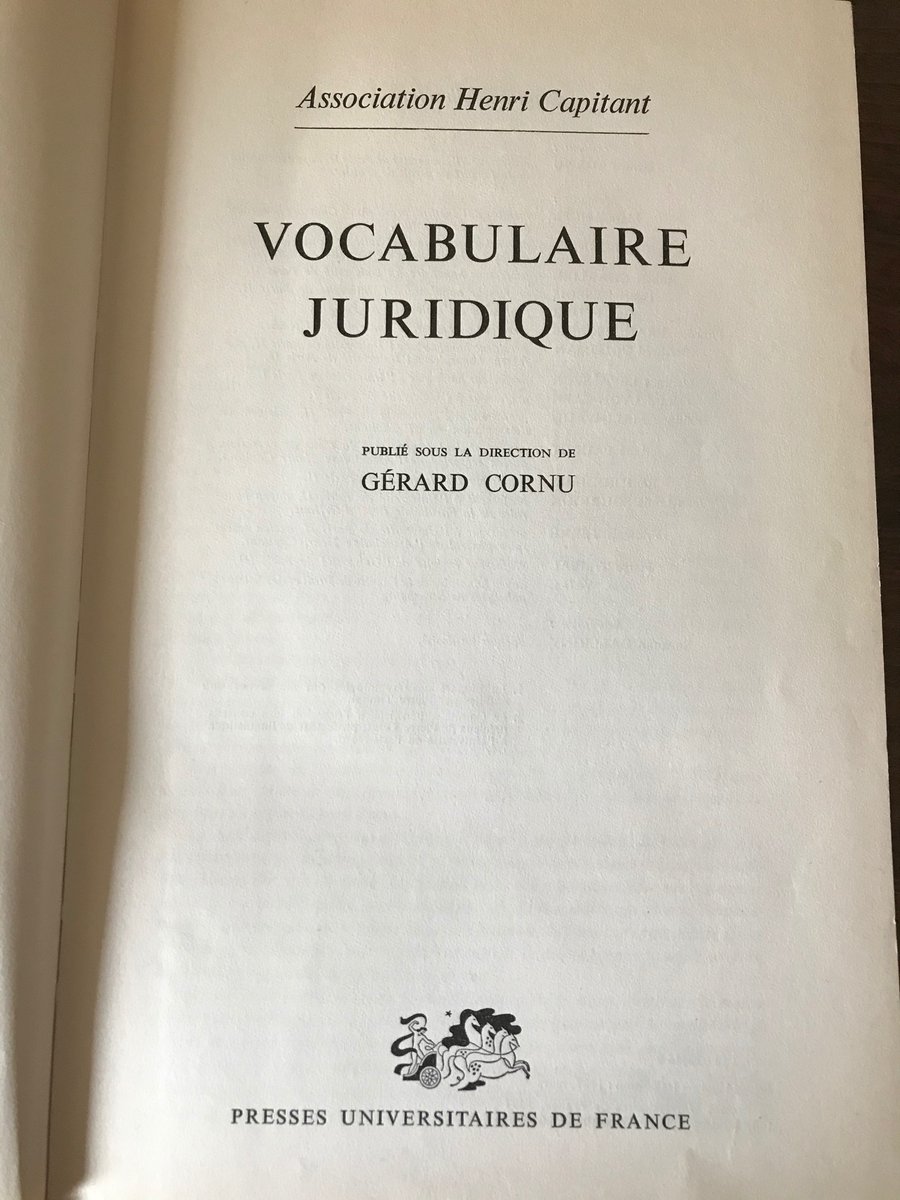 Association Henri Capitant
VOCABULAIRE
JURIDIQUE
PUBLIÉ SOUS LA DIRECTION DE
GÉRARD CORNU
PRESSES UNIVERSITAIRES DE FRANCE